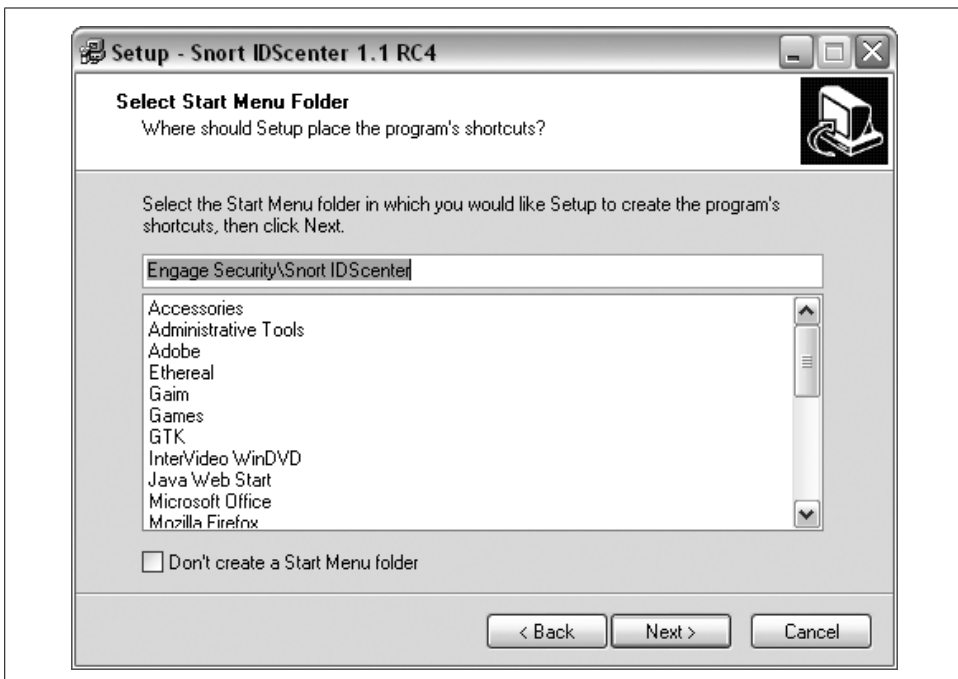 Setup - Snort IDScenter 1.1 RC4
Select Start Menu Folder
Where should Setup place the program's shortcuts?
Select the Start Menu folder in which you would like Setup to create the program's
shortcuts, then click Next.
Engage Security\Snort IDScenter
Accessories
Administrative Tools
Adobe
Ethereal
Gaim
Games
GTK
InterVideo WinDVD
Java Web Start
Microsoft Office
Mozilla Firefox
Don't create a Start Menu folder
< Back
Next >
Cancel